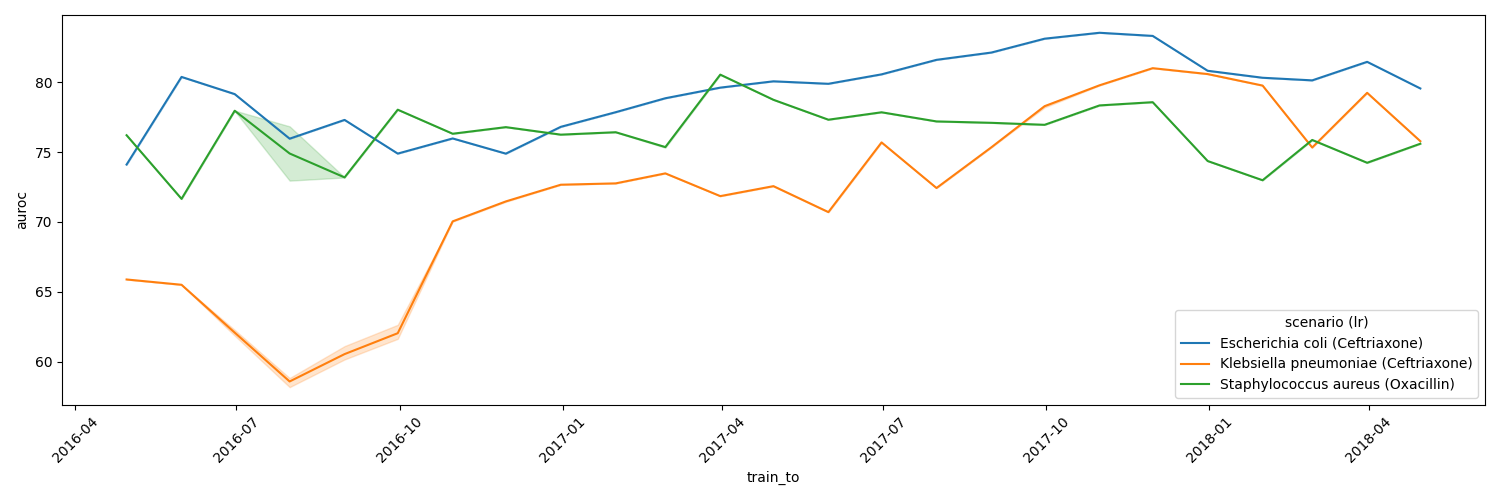 auroc
80
75
70
65
60
scenario (lr)
Escherichia coli (Ceftriaxone)
Klebsiella pneumoniae (Ceftriaxone)
Staphylococcus aureus (Oxacillin)
2016-04
2016-07
2016-10
2017-01
2017-04
2017-07
2017-10
2018-01
2018-04
train_to